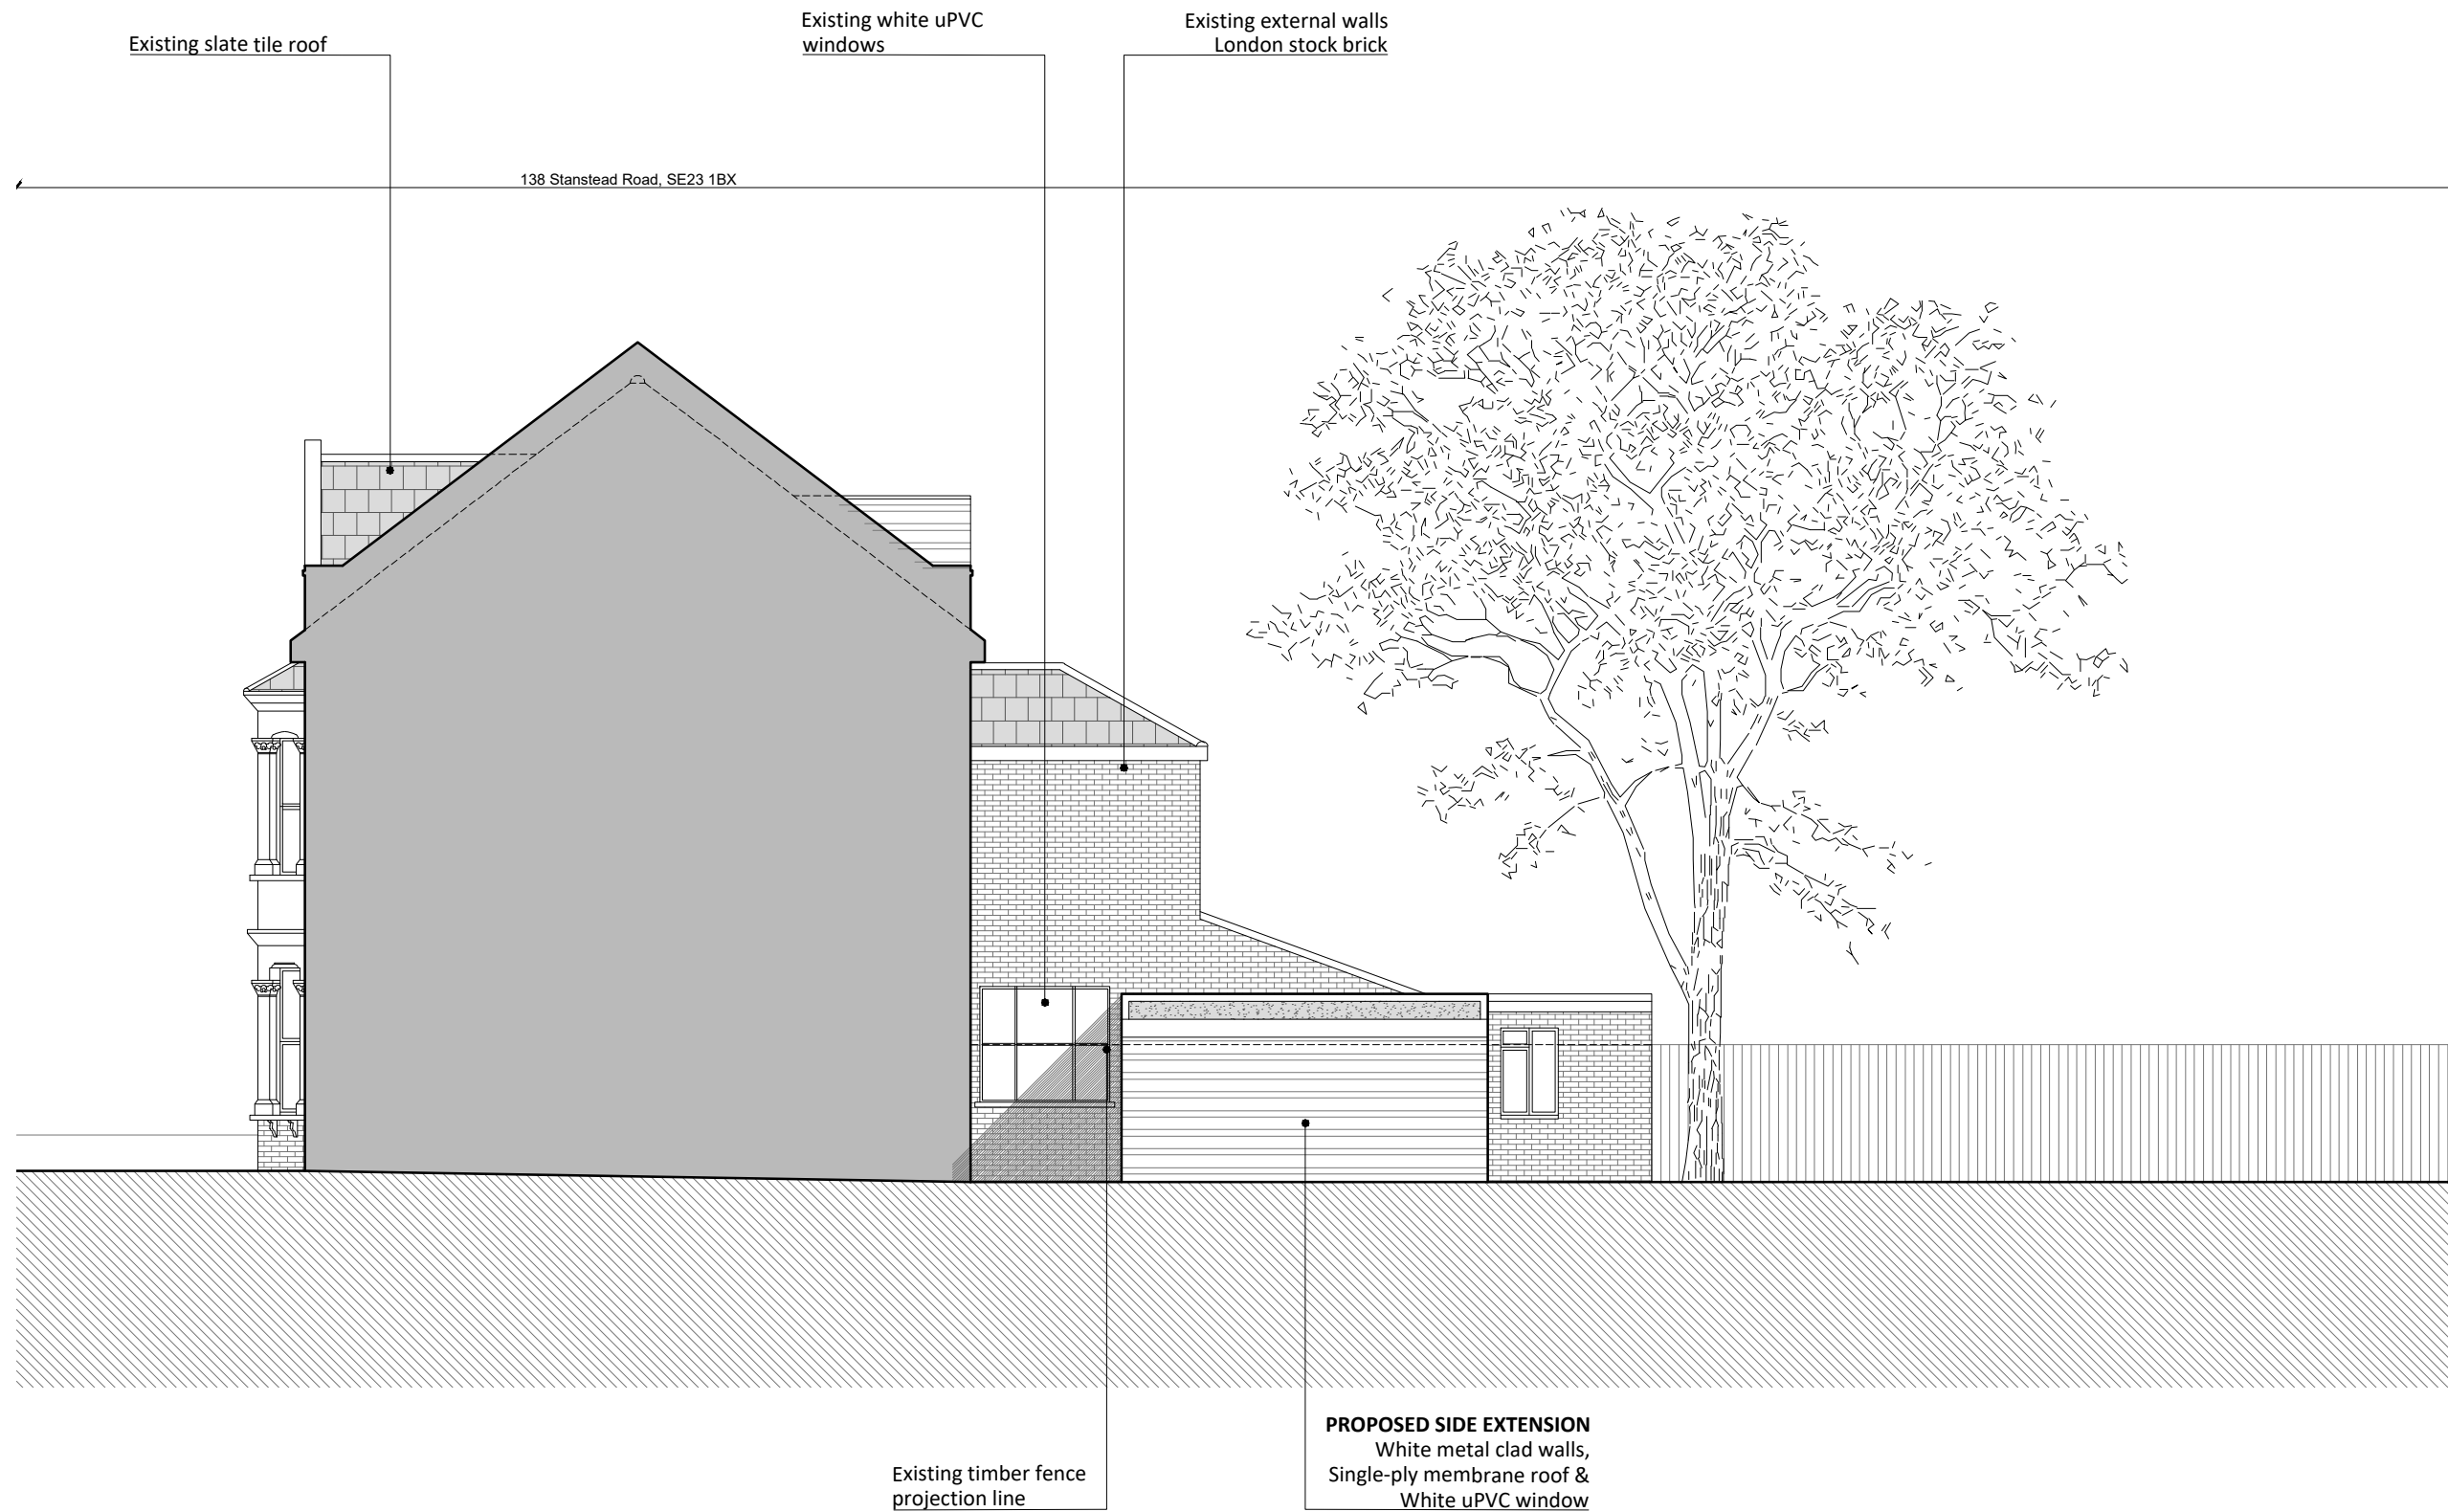 Existing slate tile roof
Existing white uPVC
windows
Existing external walls
London stock brick
138 Stanstead Road, SE23 1BX
Existing timber fence
projection line
PROPOSED SIDE EXTENSION
White metal clad walls,
Single-ply membrane roof &
White uPVC window